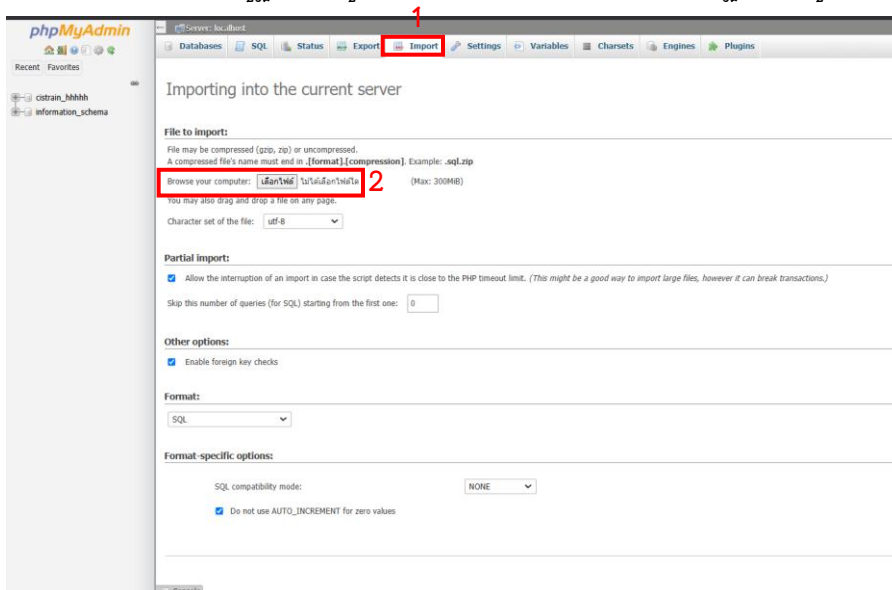 1
phpMyAdmin
Server: localhost
Databases SQL Status Export Import Settings Variables Charsets Engines Plugins
Recent Favorites
cistrain_hhhhh
information_schema
Importing into the current server
File to import:
File may be compressed (gzip, zip) or uncompressed.
A compressed file's name must end in .[format].[compression]. Example: .sql.zip
Browse your computer: เลือกไฟล์ ไม่ได้เลือกไฟล์ใด 2 (Max: 300MiB)
You may also drag and drop a file on any page.
Character set of the file: utf-8
Partial import:
Allow the interruption of an import in case the script detects it is close to the PHP timeout limit. (This might be a good way to import large files, however it can break transactions.)
Skip this number of queries (for SQL) starting from the first one: 0
Other options:
Enable foreign key checks
Format:
SQL
Format-specific options:
SQL compatibility mode: NONE
Do not use AUTO_INCREMENT for zero values